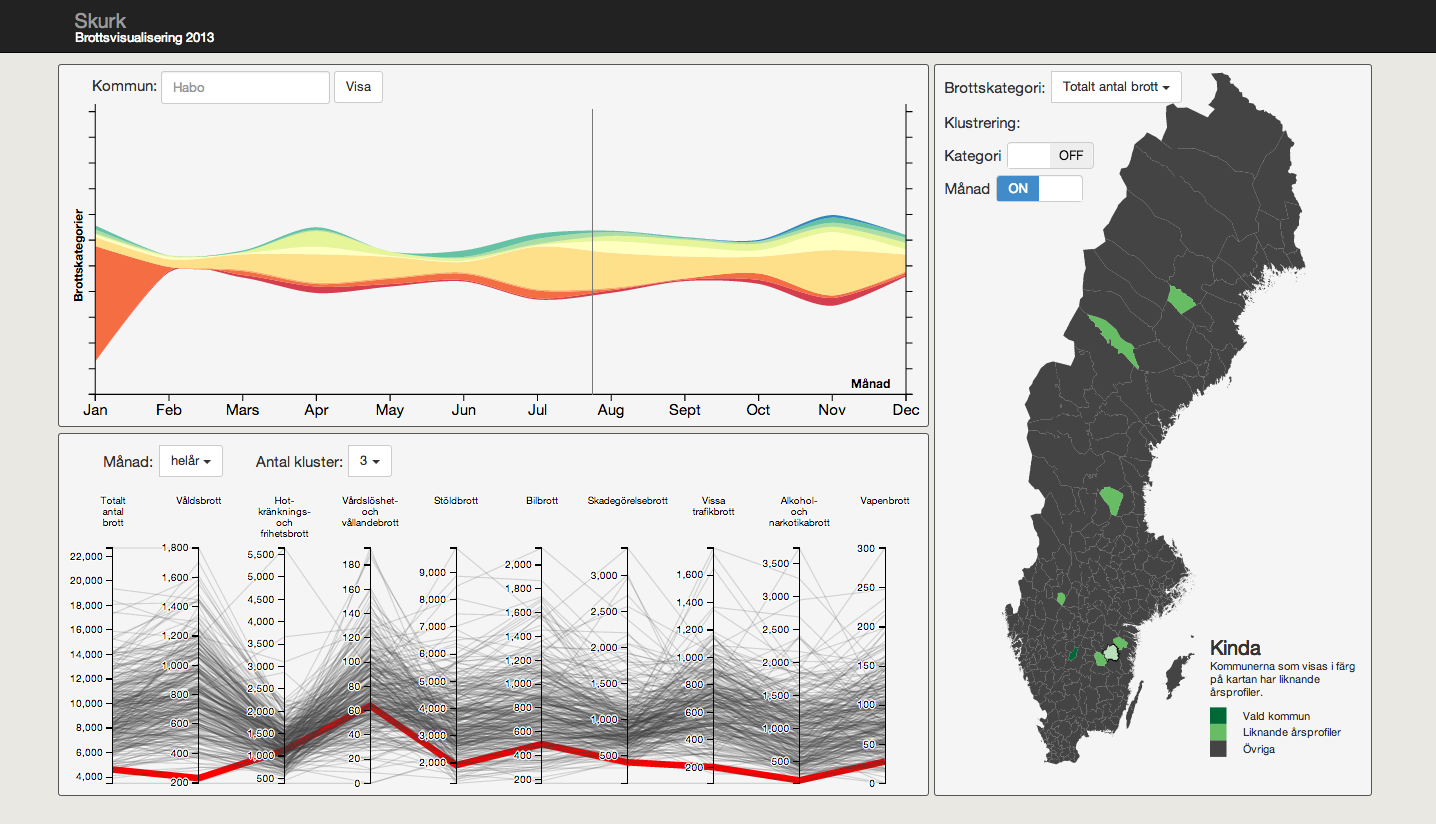 Skurk
Brottsvisualisering 2013
Kommun: Habo Visa
Brottskategorier
Månad
Jan Feb Mars Apr May Jun Jul Aug Sept Oct Nov Dec
Månad: helår Antal kluster: 3
Totalt
antal
brott
Våldsbrott
Hot-
kränknings-
och
frihetsbrott
Vårdslöshet-
och
vållandebrott
Stöldbrott
Bilbrott
Skadegörelsebrott
Vissa
trafikbrott
Alkohol-
och
narkotikabrott
Vapenbrott
22,000
20,000
18,000
16,000
14,000
12,000
10,000
8,000
6,000
4,000
1,800
1,600
1,400
1,200
1,000
800
600
400
200
5,500
5,000
4,500
4,000
3,500
3,000
2,500
2,000
1,500
1,000
500
180
160
140
120
100
80
60
40
20
0
9,000
8,000
7,000
6,000
5,000
4,000
3,000
2,000
2,000
1,800
1,600
1,400
1,200
1,000
800
600
400
200
3,000
2,500
2,000
1,500
1,000
500
1,600
1,400
1,200
1,000
800
600
400
200
3,500
3,000
2,500
2,000
1,500
1,000
500
300
250
200
150
100
50
0
Brottskategori: Totalt antal brott
Klustrering:
Kategori OFF
Månad ON
Kinda
Kommunerna som visas i färg
på kartan har liknande
årsprofiler.
Vald kommun
Liknande årsprofiler
Övriga